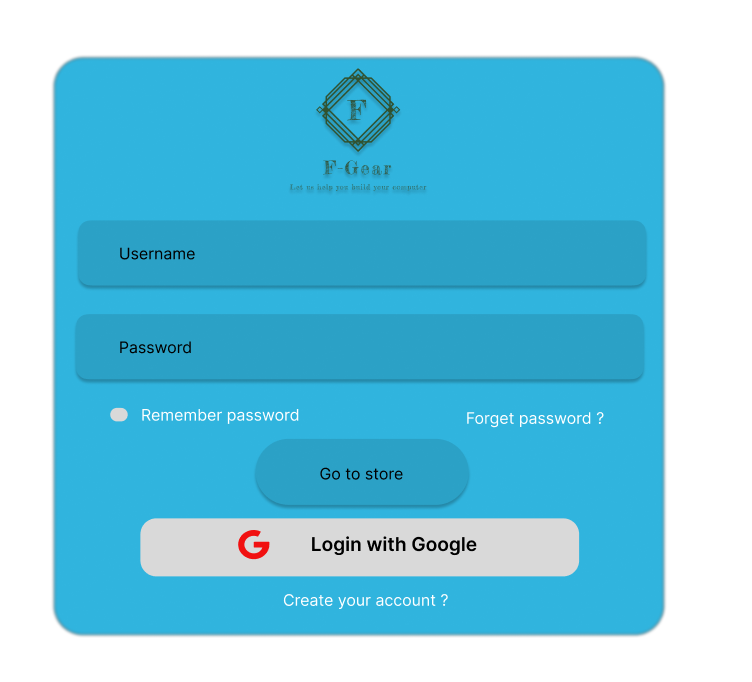 F
F-Gear
Let us help you build your computer
Username
Password
Remember password
Forget password ?
Go to store
G
Login with Google
Create your account ?